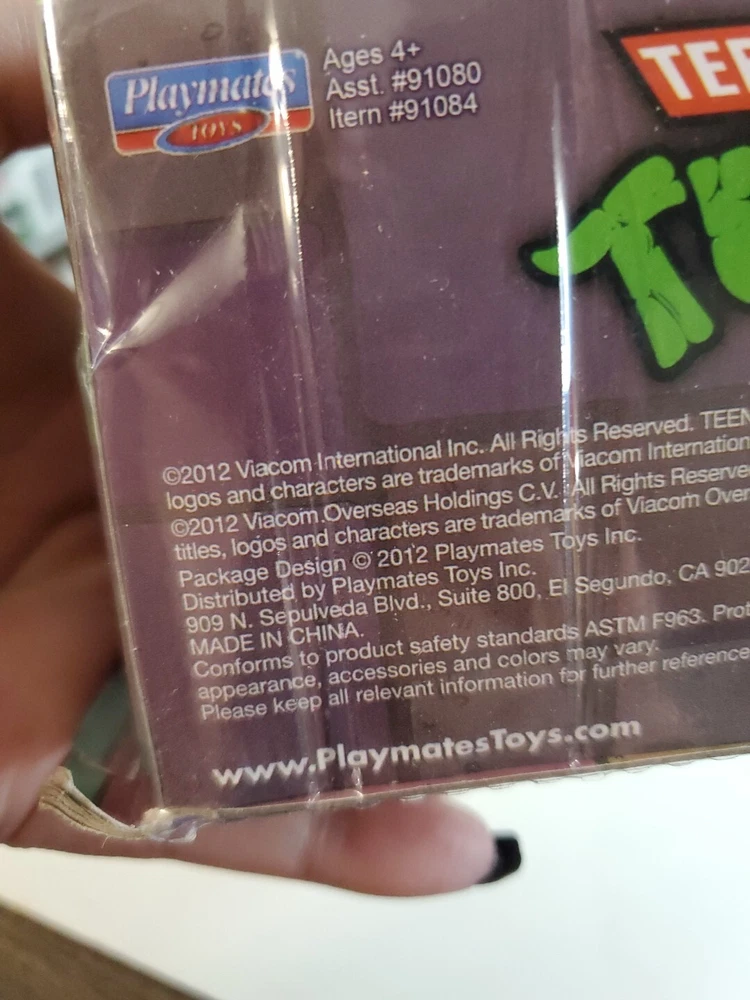 Playmates
TOYS
Ages 4+
Asst. #91080
Itern #91084
TEE
TU
©2012 Viacom International Inc. All Rights Reserved. TEEN
logos and characters are trademarks of Viacom Internation
©2012 Viacom Overseas Holdings C.V. All Rights Reserve
titles, logos and characters are trademarks of Viacom Over
Package Design © 2012 Playmates Toys Inc.
Distributed by Playmates Toys Inc.
909 N. Sepulveda Blvd., Suite 800, El Segundo, CA 902
MADE IN CHINA.
Conforms to product safety standards ASTM F963. Prot
appearance, accessories and colors may vary.
Please keep all relevant information for further reference
www.PlaymatesToys.com